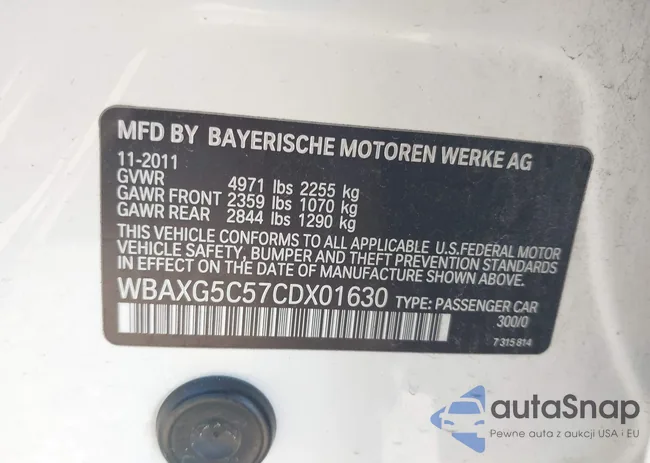 MFD BY BAYERISCHE MOTOREN WERKE AG
11-2011
GVWR 4971 lbs 2255 kg
GAWR FRONT 2359 lbs 1070 kg
GAWR REAR 2844 lbs 1290 kg
THIS VEHICLE CONFORMS TO ALL APPLICABLE U.S.FEDERAL MOTOR
VEHICLE SAFETY, BUMPER AND THEFT PREVENTION STANDARDS
IN EFFECT ON THE DATE OF MANUFACTURE SHOWN ABOVE.
WBAXG5C57CDX01630 TYPE: PASSENGER CAR
300/0
7 315 814
autaSnap
Pewne auta z aukcji USA i EU